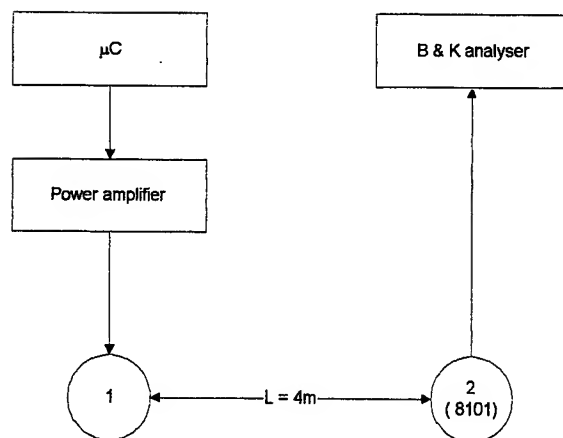 μC
B & K analyser
Power amplifier
1
L = 4m
2
( 8101)